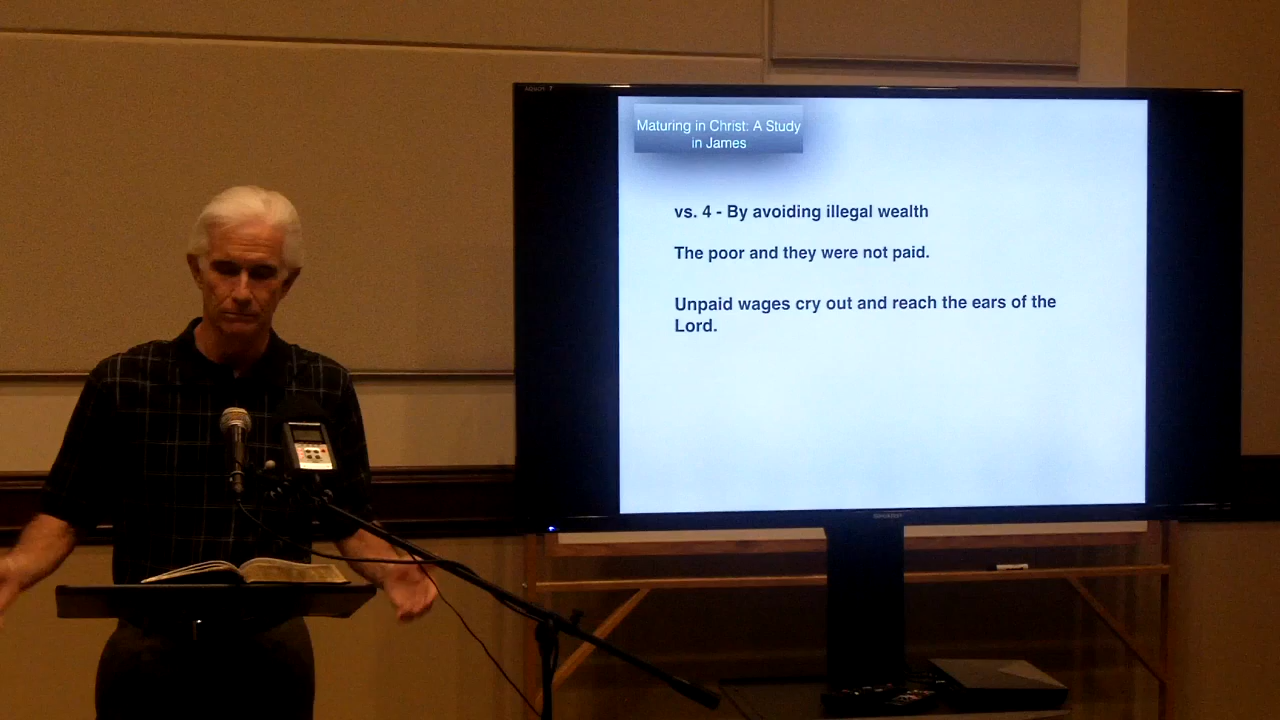 Maturing in Christ: A Study
in James
vs. 4 - By avoiding illegal wealth
The poor and they were not paid.
Unpaid wages cry out and reach the ears of the
Lord.
SHARP